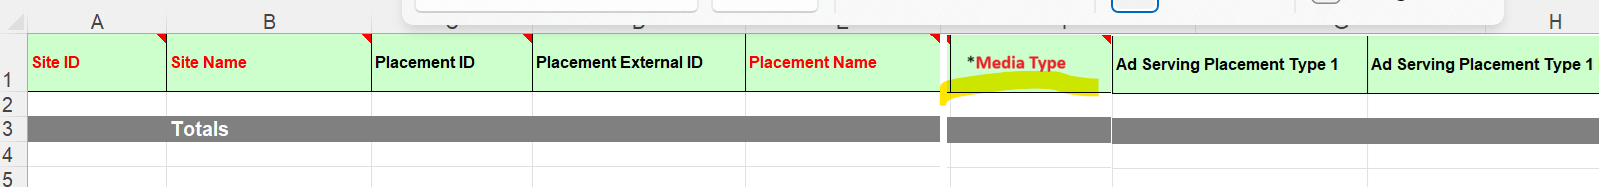 A B H
1 Site ID Site Name Placement ID Placement External ID Placement Name *Media Type Ad Serving Placement Type 1 Ad Serving Placement Type 1
2
3 Totals
4
5